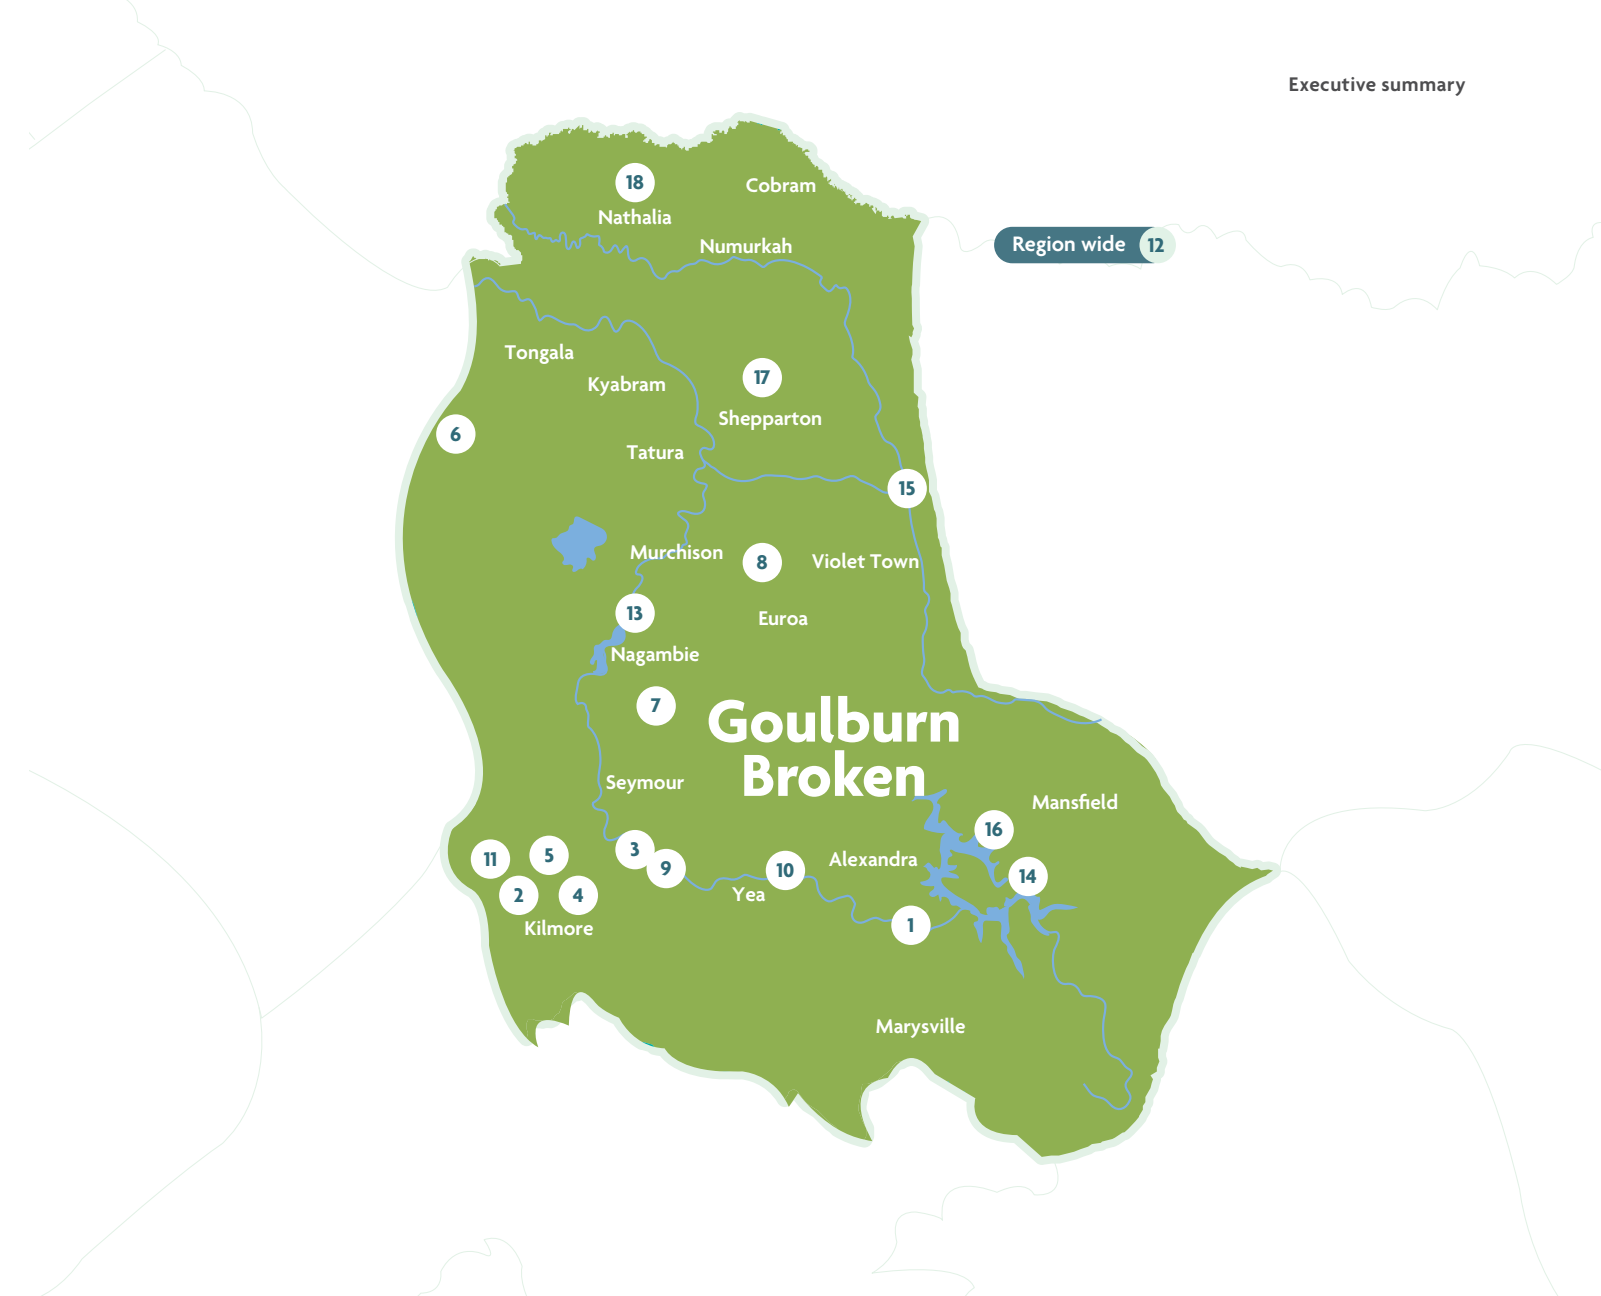 Executive summary
18
Cobram
Nathalia
Numurkah
Region wide 12
Tongala
Kyabram
17
Shepparton
6
Tatura
15
Murchison
8
Violet Town
13
Euroa
Nagambie
7
Goulburn
Broken
Seymour
Mansfield
16
3
11
5
Alexandra
9
10
14
2
4
Yea
Kilmore
1
Marysville